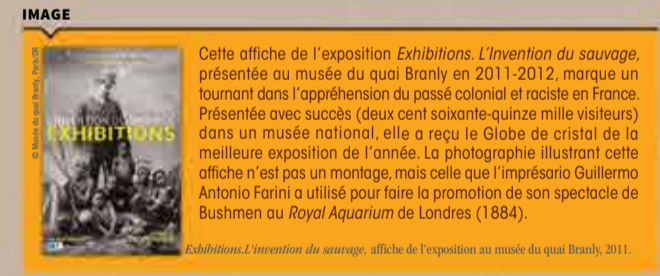 IMAGE
© Musée du quai Branly, Paris/DR
EXHIBITIONS
Cette affiche de l'exposition Exhibitions. L'Invention du sauvage,
présentée au musée du quai Branly en 2011-2012, marque un
tournant dans l'appréhension du passé colonial et raciste en France.
Présentée avec succès (deux cent soixante-quinze mille visiteurs)
dans un musée national, elle a reçu le Globe de cristal de la
meilleure exposition de l'année. La photographie illustrant cette
affiche n'est pas un montage, mais celle que l'imprésario Guillermo
Antonio Farini a utilisé pour faire la promotion de son spectacle de
Bushmen au Royal Aquarium de Londres (1884).
Exhibitions.L'invention du sauvage, affiche de l'exposition au musée du quai Branly, 2011.